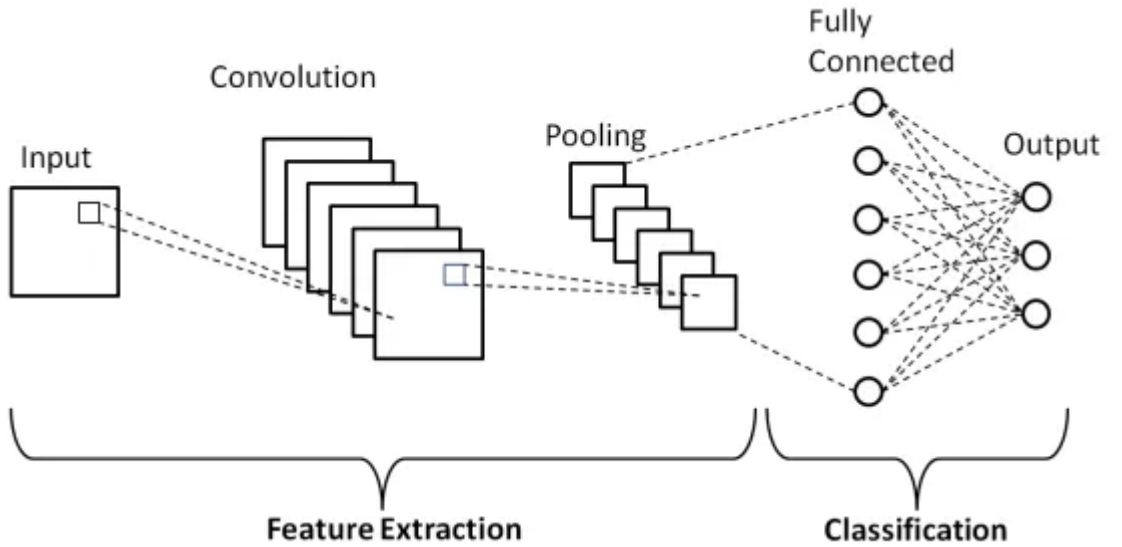 Input
Convolution
Pooling
Fully
Connected
Output
Feature Extraction
Classification